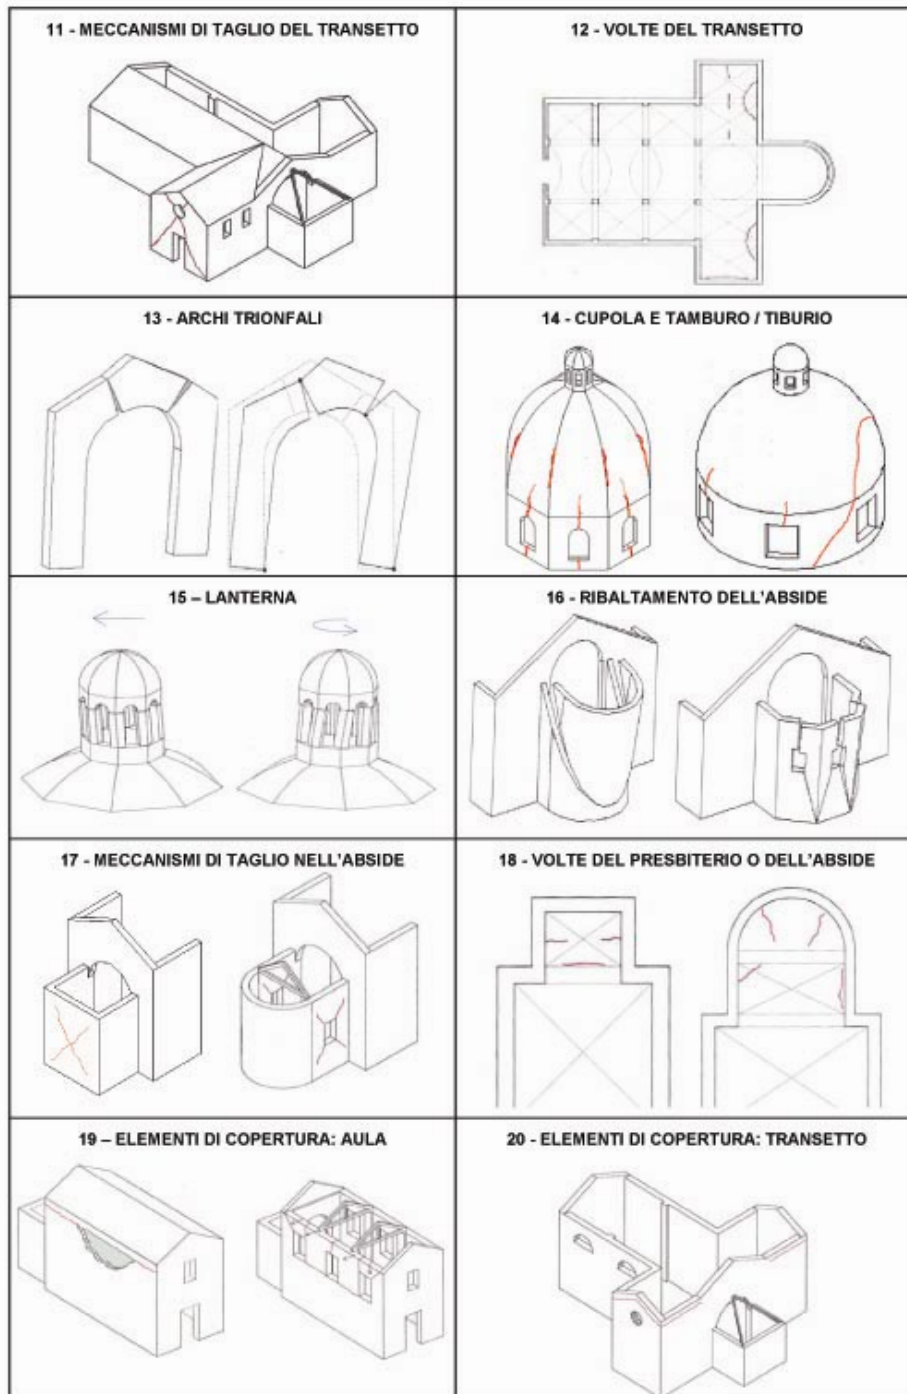 11 - MECCANISMI DI TAGLIO DEL TRANSETTO
12 - VOLTE DEL TRANSETTO
13 - ARCHI TRIONFALI
14 - CUPOLA E TAMBURO / TIBURIO
15 – LANTERNA
16 - RIBALTAMENTO DELL'ABSIDE
17 - MECCANISMI DI TAGLIO NELL'ABSIDE
18 - VOLTE DEL PRESBITERIO O DELL'ABSIDE
19 – ELEMENTI DI COPERTURA: AULA
20 - ELEMENTI DI COPERTURA: TRANSETTO